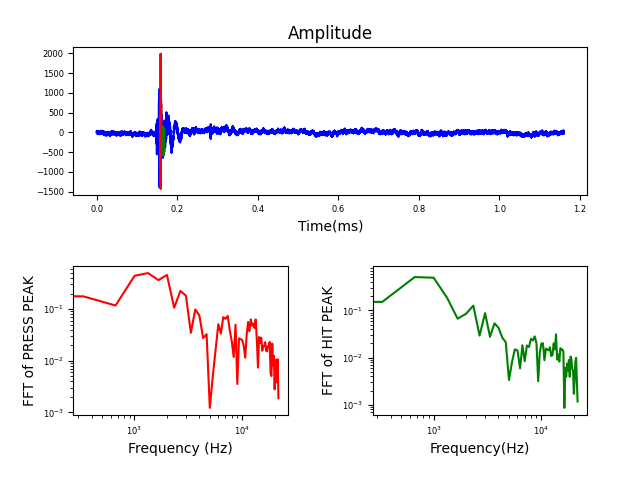 Amplitude
2000
1500
1000
500
0
−500
−1000
−1500
0.0 0.2 0.4 0.6 0.8 1.0 1.2
Time(ms)
FFT of PRESS PEAK
10⁻¹
10⁻²
10⁻³
10³ 10⁴
Frequency (Hz)
FFT of HIT PEAK
10⁻¹
10⁻²
10⁻³
10³ 10⁴
Frequency(Hz)